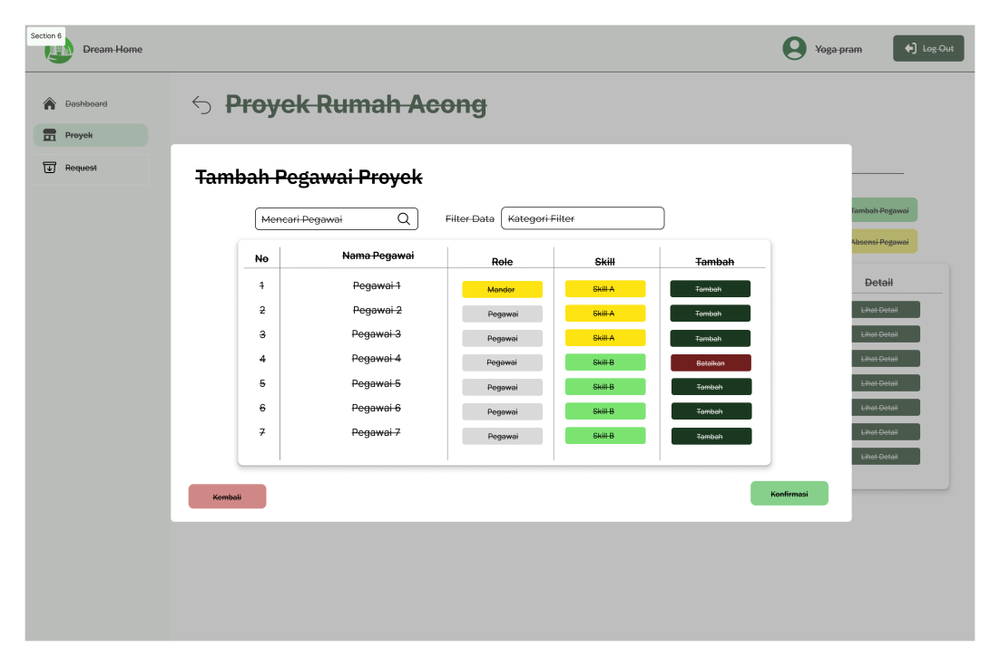 Section 6
Dream Home
Yoga pram
Log Out
Dashboard
Proyek
Request
Proyek Rumah Acong
Tambah Pegawai Proyek
Mencari Pegawai
Filter Data
Kategori Filter
No Nama Pegawai Role Skill Tambah
1 Pegawai 1 Mandor Skill A Tambah
2 Pegawai 2 Pegawai Skill A Tambah
3 Pegawai 3 Pegawai Skill A Tambah
4 Pegawai 4 Pegawai Skill B Batalkan
5 Pegawai 5 Pegawai Skill B Tambah
6 Pegawai 6 Pegawai Skill B Tambah
7 Pegawai 7 Pegawai Skill B Tambah
Kembali
Konfirmasi
Tambah Pegawai
Absensi Pegawai
Detail
Lihat Detail
Lihat Detail
Lihat Detail
Lihat Detail
Lihat Detail
Lihat Detail
Lihat Detail